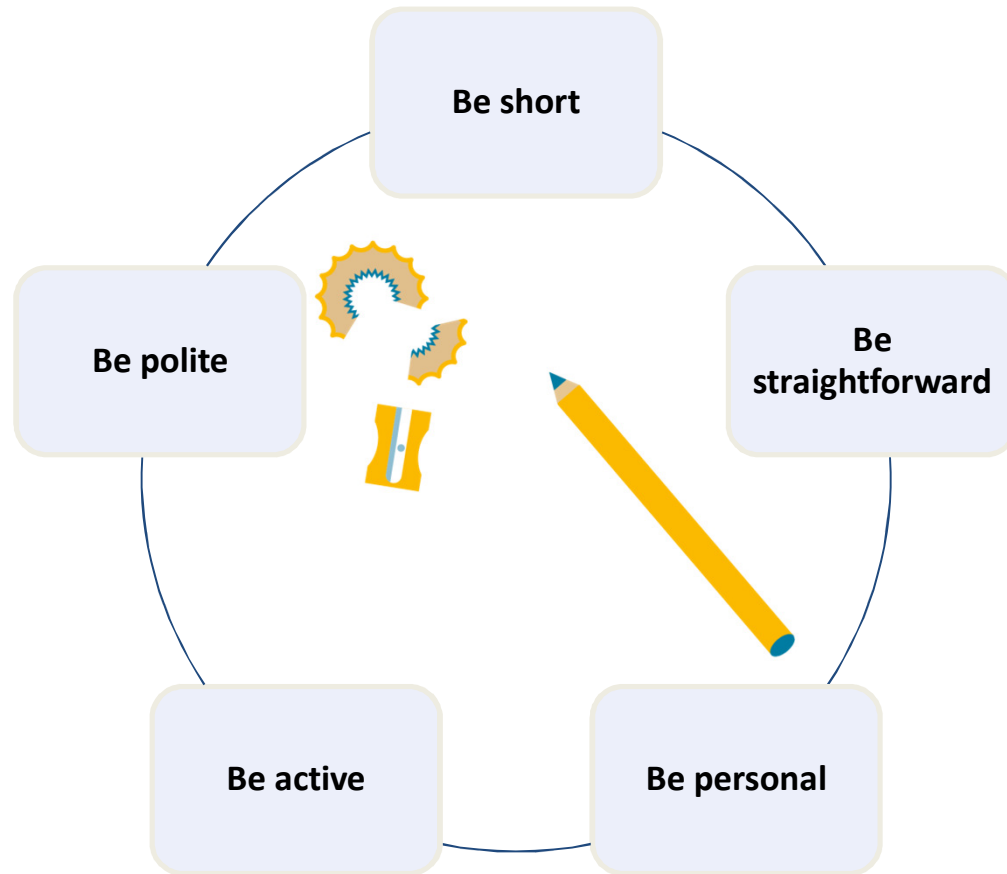 Be short
Be
straightforward
Be personal
Be active
Be polite